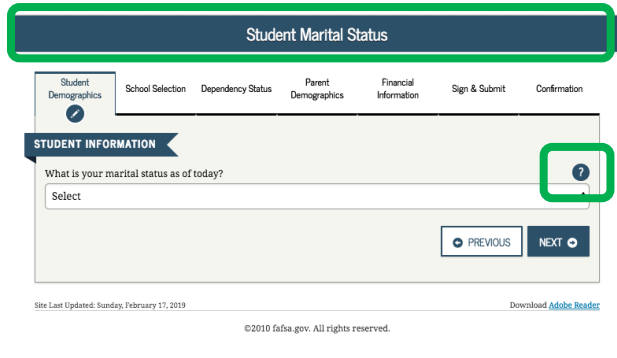 Student Marital Status
Student Demographics
School Selection
Dependency Status
Parent Demographics
Financial Information
Sign & Submit
Confirmation
STUDENT INFORMATION
What is your marital status as of today?
?
Select
PREVIOUS
NEXT
Site Last Updated: Sunday, February 17, 2019
Download Adobe Reader
©2010 fafsa.gov. All rights reserved.